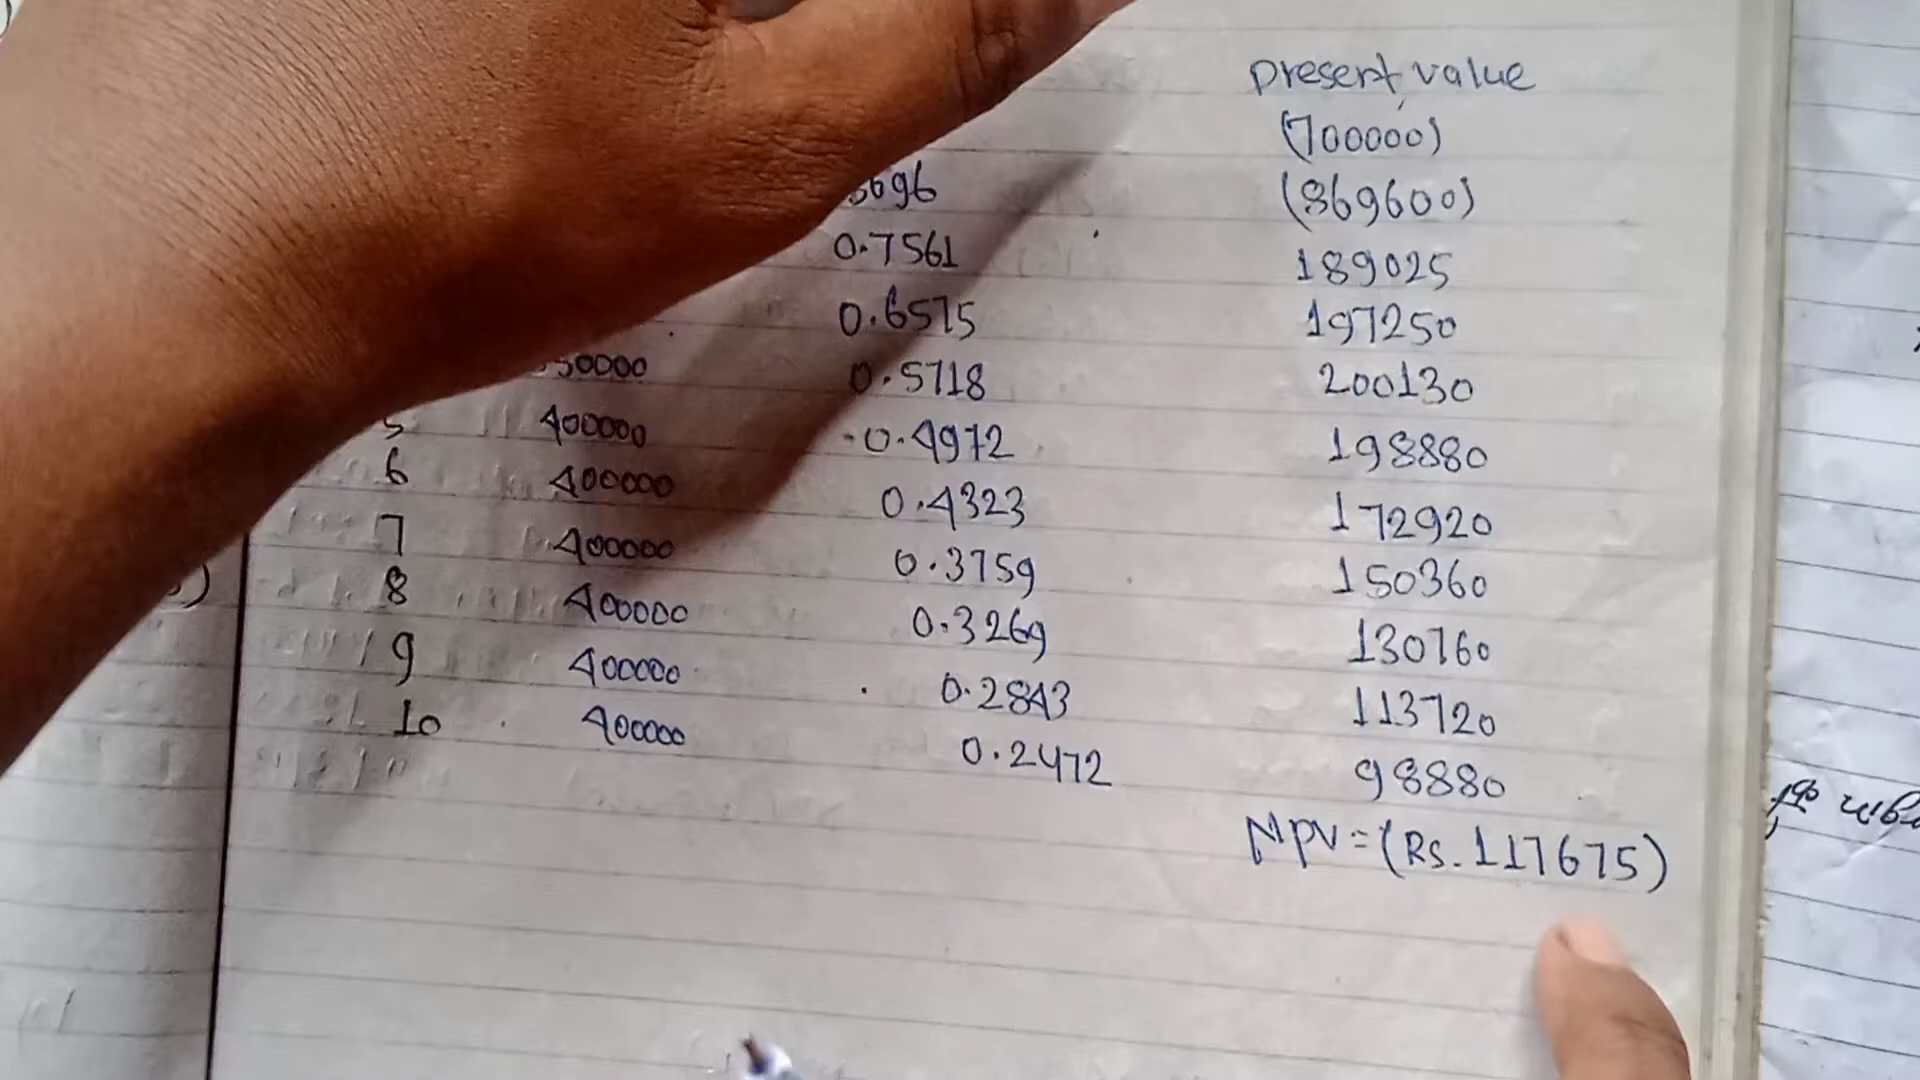 present value
(700000)
696 (869600)
0.7561 189025
0.6575 197250
50000 0.5718 200130
5 400000 0.4972 198880
6 400000 0.4323 172920
7 400000 0.3759 150360
8 400000 0.3269 130760
9 400000 0.2843 113720
10 400000 0.2472 98880
NPV = (Rs. 117675)